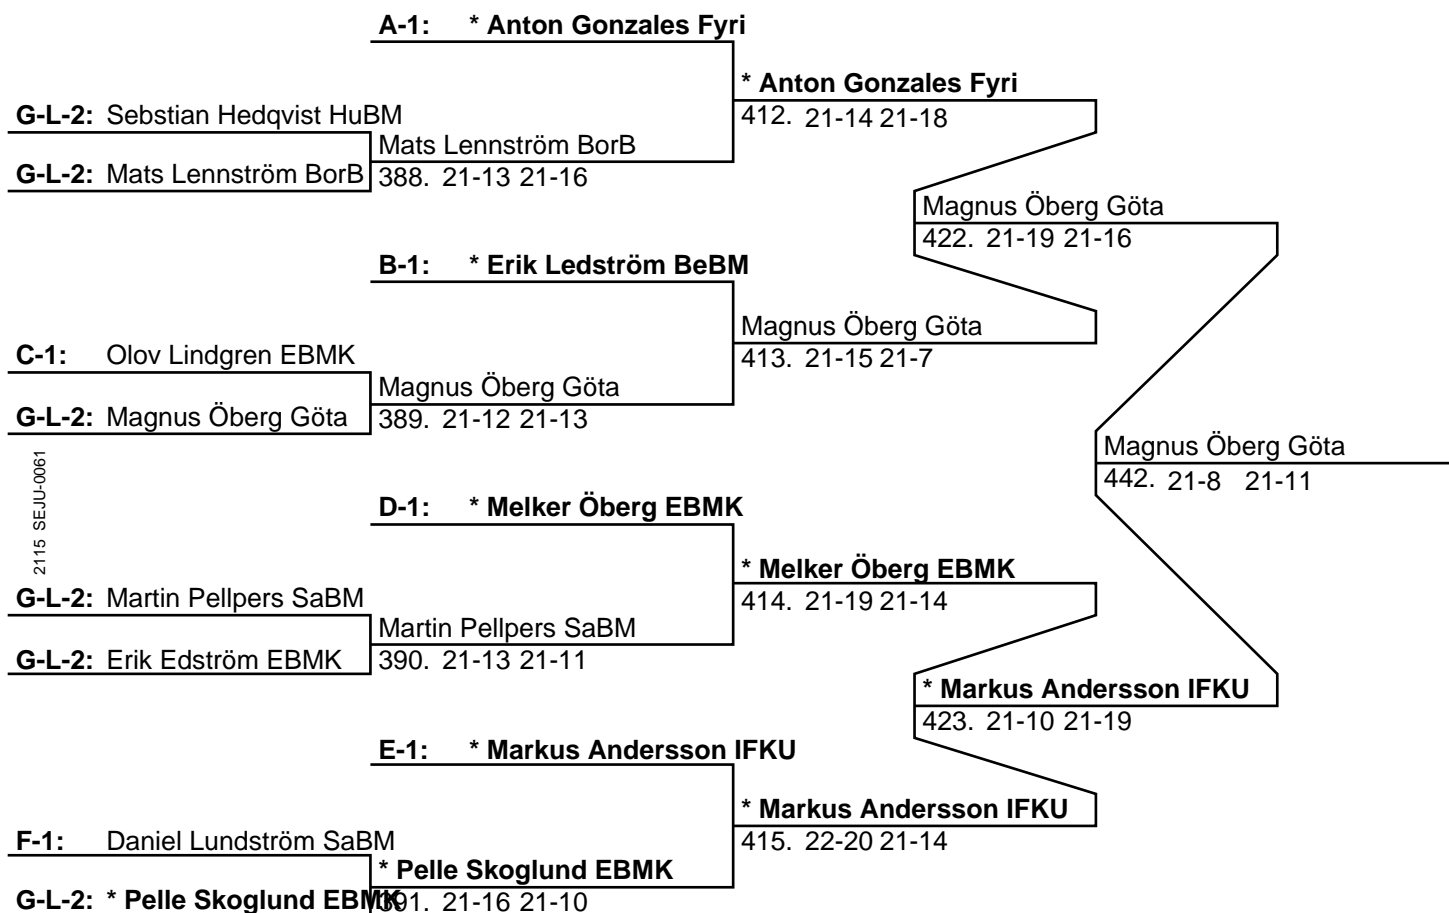 A-1: * Anton Gonzales Fyri
* Anton Gonzales Fyri
G-L-2: Sebstian Hedqvist HuBM
412. 21-14 21-18
Mats Lennström BorB
G-L-2: Mats Lennström BorB
388. 21-13 21-16
Magnus Öberg Göta
422. 21-19 21-16
B-1: * Erik Ledström BeBM
Magnus Öberg Göta
C-1: Olov Lindgren EBMK
413. 21-15 21-7
Magnus Öberg Göta
G-L-2: Magnus Öberg Göta
389. 21-12 21-13
Magnus Öberg Göta
442. 21-8 21-11
2115 SEJU-0061
D-1: * Melker Öberg EBMK
* Melker Öberg EBMK
G-L-2: Martin Pellpers SaBM
414. 21-19 21-14
Martin Pellpers SaBM
G-L-2: Erik Edström EBMK
390. 21-13 21-11
* Markus Andersson IFKU
423. 21-10 21-19
E-1: * Markus Andersson IFKU
* Markus Andersson IFKU
F-1: Daniel Lundström SaBM
415. 22-20 21-14
* Pelle Skoglund EBMK
G-L-2: * Pelle Skoglund EBMK
391. 21-16 21-10